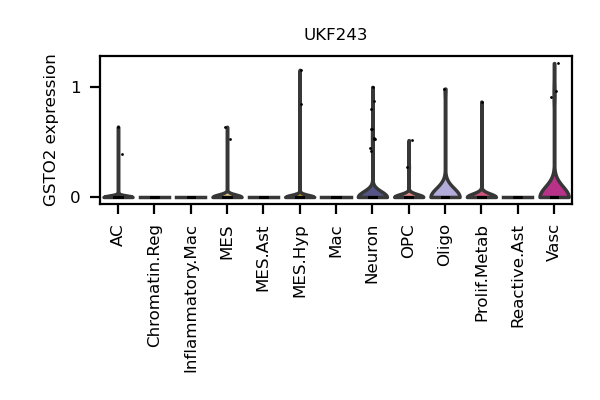 UKF243
GSTO2 expression
1
0
AC
Chromatin.Reg
Inflammatory.Mac
MES
MES.Ast
MES.Hyp
Mac
Neuron
OPC
Oligo
Prolif.Metab
Reactive.Ast
Vasc